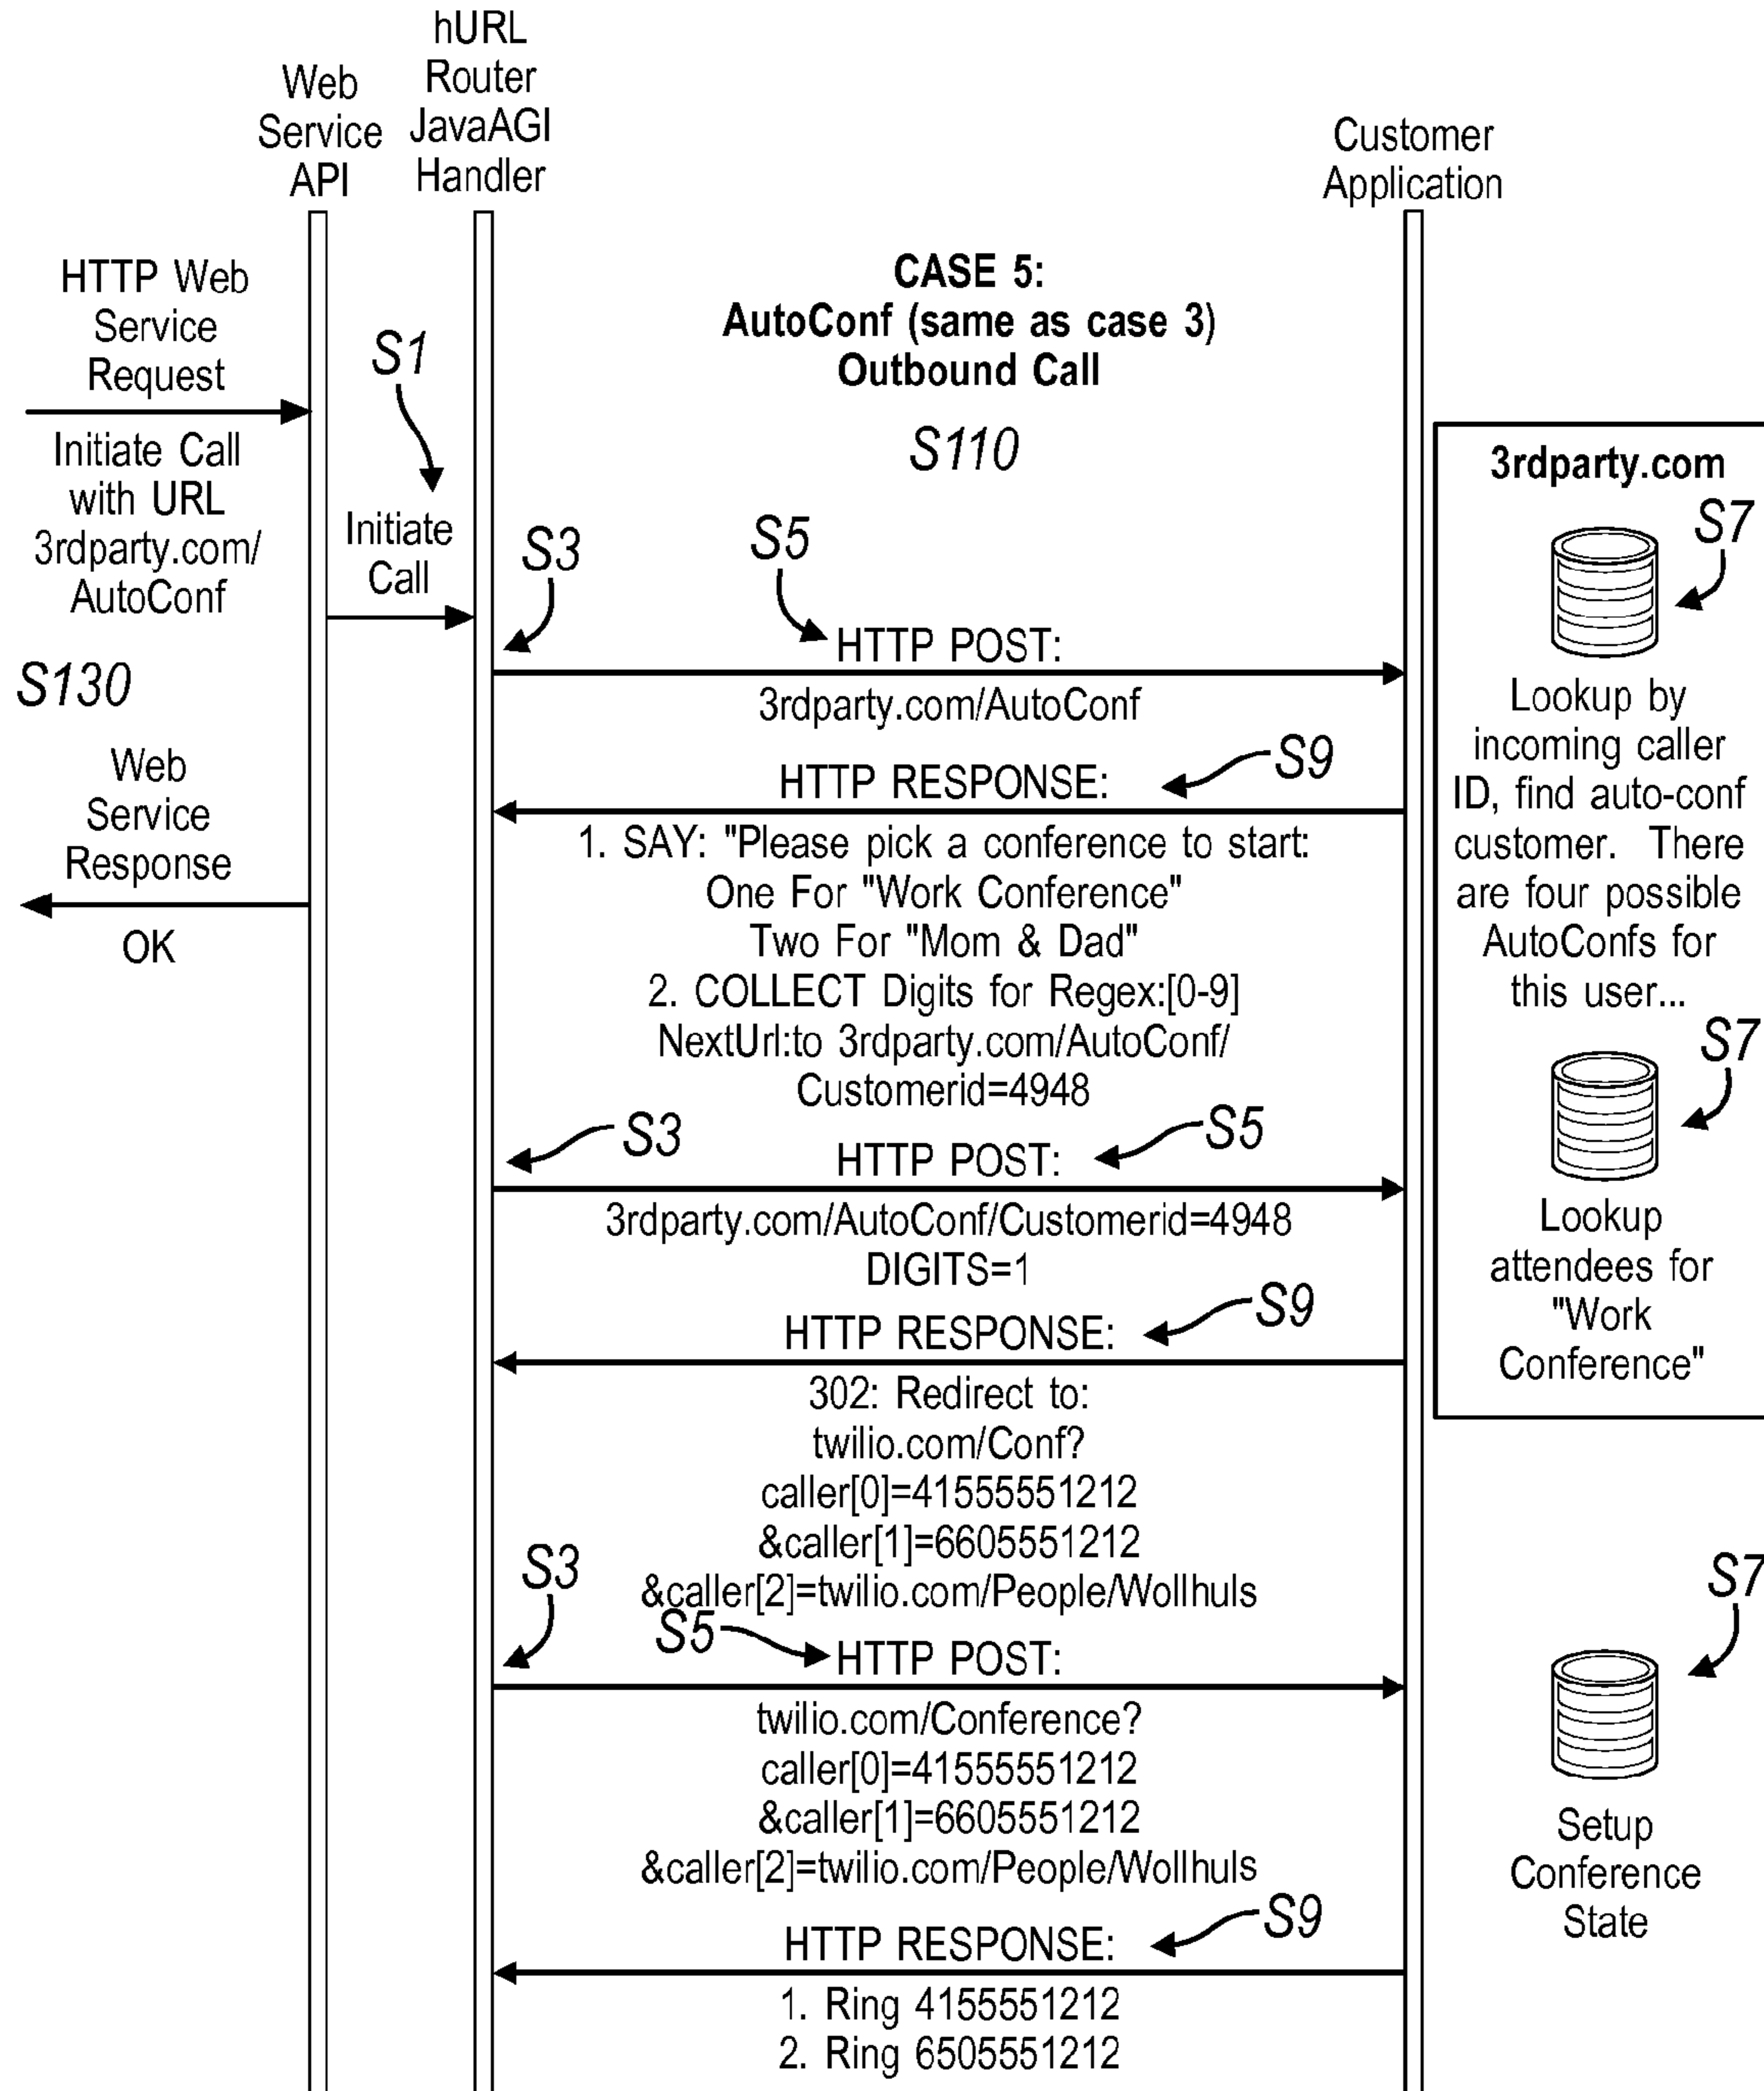 Web
Service
API
hURL
Router
JavaAGI
Handler
Customer
Application
CASE 5:
AutoConf (same as case 3)
Outbound Call
S110
HTTP Web
Service
Request
Initiate Call
with URL
3rdparty.com/
AutoConf
S130
Web
Service
Response
OK
S1
Initiate
Call
S3
S5
HTTP POST:
3rdparty.com/AutoConf
HTTP RESPONSE:
S9
1. SAY: "Please pick a conference to start:
One For "Work Conference"
Two For "Mom & Dad"
2. COLLECT Digits for Regex:[0-9]
NextUrl:to 3rdparty.com/AutoConf/
Customerid=4948
S3
HTTP POST:
S5
3rdparty.com/AutoConf/Customerid=4948
DIGITS=1
HTTP RESPONSE:
S9
302: Redirect to:
twilio.com/Conf?
caller[0]=41555551212
&caller[1]=6605551212
&caller[2]=twilio.com/People/Wollhuls
S3
S5
HTTP POST:
twilio.com/Conference?
caller[0]=41555551212
&caller[1]=6605551212
&caller[2]=twilio.com/People/Wollhuls
HTTP RESPONSE:
S9
1. Ring 4155551212
2. Ring 6505551212
3rdparty.com
S7
Lookup by
incoming caller
ID, find auto-conf
customer. There
are four possible
AutoConfs for
this user...
S7
Lookup
attendees for
"Work
Conference"
S7
Setup
Conference
State